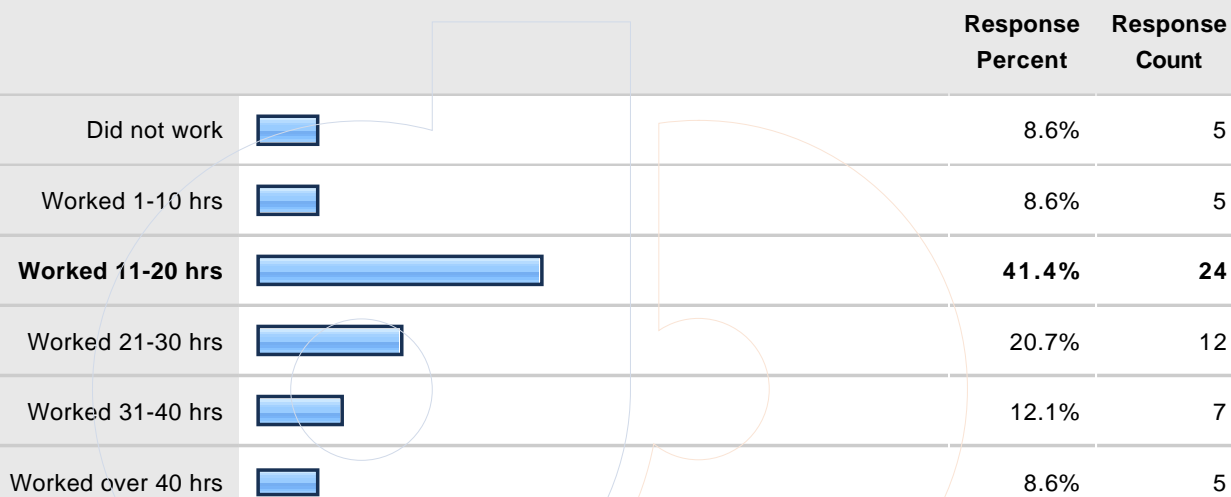 Response Response
Percent Count
Did not work 8.6% 5
Worked 1-10 hrs 8.6% 5
Worked 11-20 hrs 41.4% 24
Worked 21-30 hrs 20.7% 12
Worked 31-40 hrs 12.1% 7
Worked over 40 hrs 8.6% 5